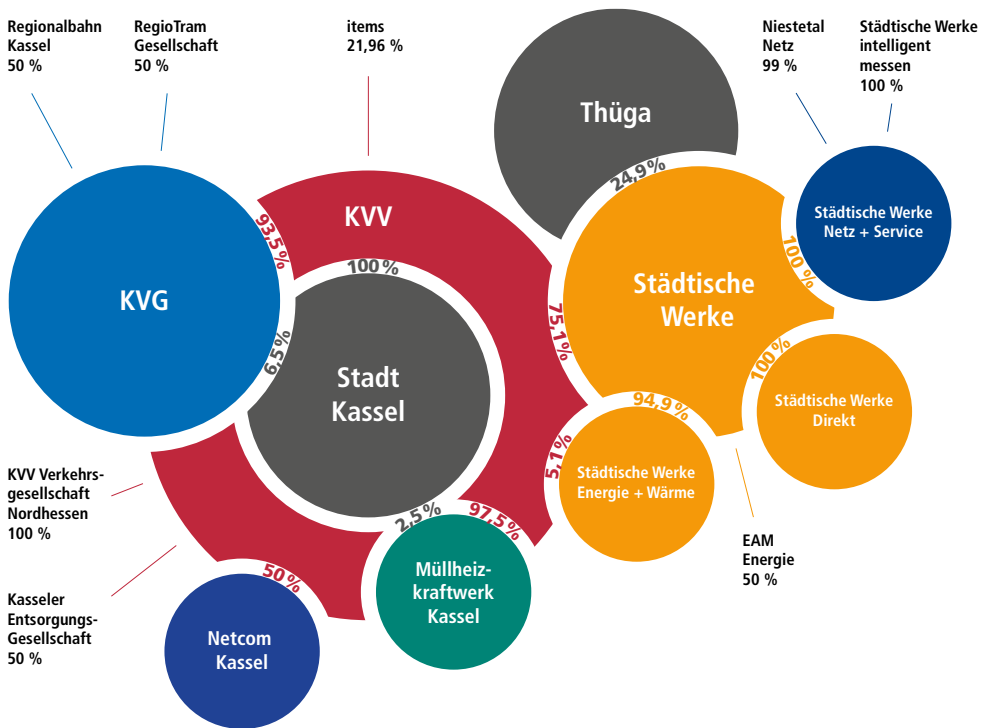 Regionalbahn
Kassel
50 %
RegioTram
Gesellschaft
50 %
items
21,96 %
Niestetal
Netz
99 %
Städtische Werke
intelligent
messen
100 %
Thüga
24,9 %
KVV
93,5 %
100 %
KVG
6,5 %
Stadt
Kassel
75,1 %
Städtische
Werke
100 %
Städtische Werke
Netz + Service
100 %
Städtische Werke
Direkt
94,9 %
5,1 %
Städtische Werke
Energie + Wärme
EAM
Energie
50 %
KVV Verkehrs-
gesellschaft
Nordhessen
100 %
Kasseler
Entsorgungs-
Gesellschaft
50 %
50 %
Netcom
Kassel
2,5 %
97,5 %
Müllheiz-
kraftwerk
Kassel